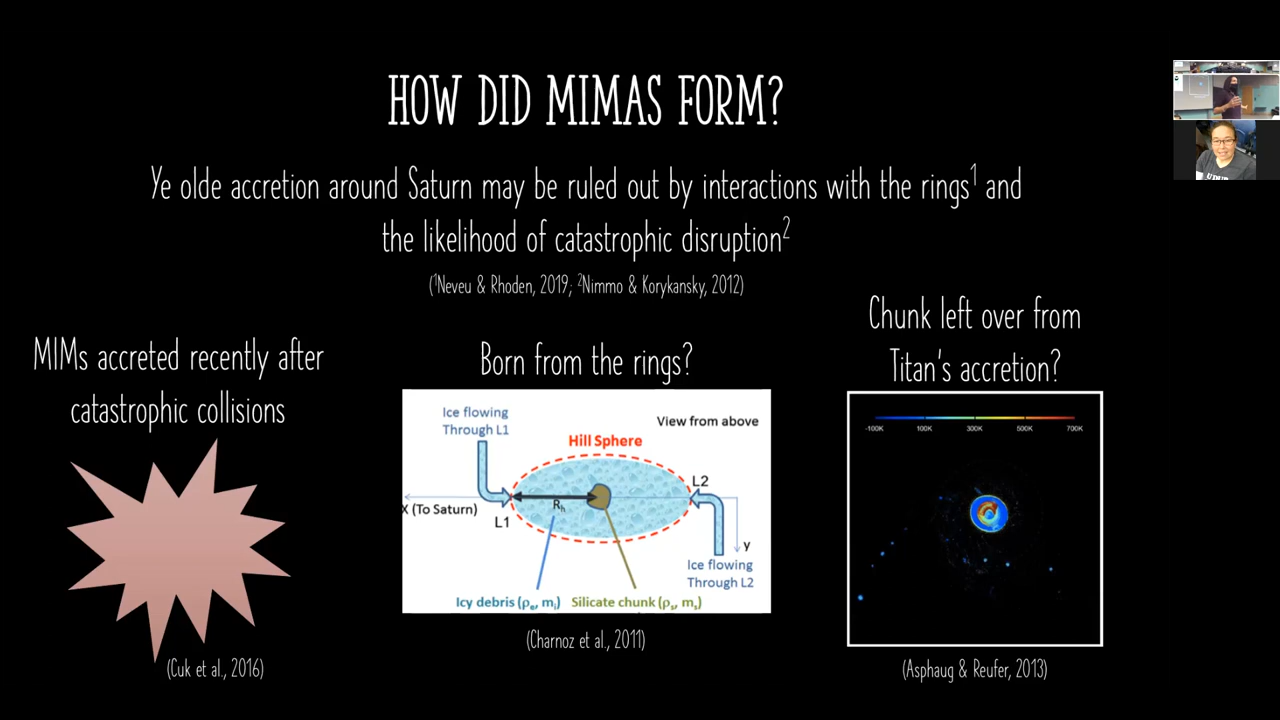 HOW DID MIMAS FORM?
Ye olde accretion around Saturn may be ruled out by interactions with the rings¹ and
the likelihood of catastrophic disruption²
(¹Neveu & Rhoden, 2019; ²Nimmo & Korykansky, 2012)
MIMs accreted recently after
catastrophic collisions
(Cuk et al., 2016)
Born from the rings?
Ice flowing
Through L1
View from above
Hill Sphere
L2
X (To Saturn)
Rh
L1
y
Ice flowing
Through L2
Icy debris (ρe, mi) Silicate chunk (ρs, ms)
(Charnoz et al., 2011)
Chunk left over from
Titan's accretion?
-100K 100K 300K 500K 700K
(Asphaug & Reufer, 2013)